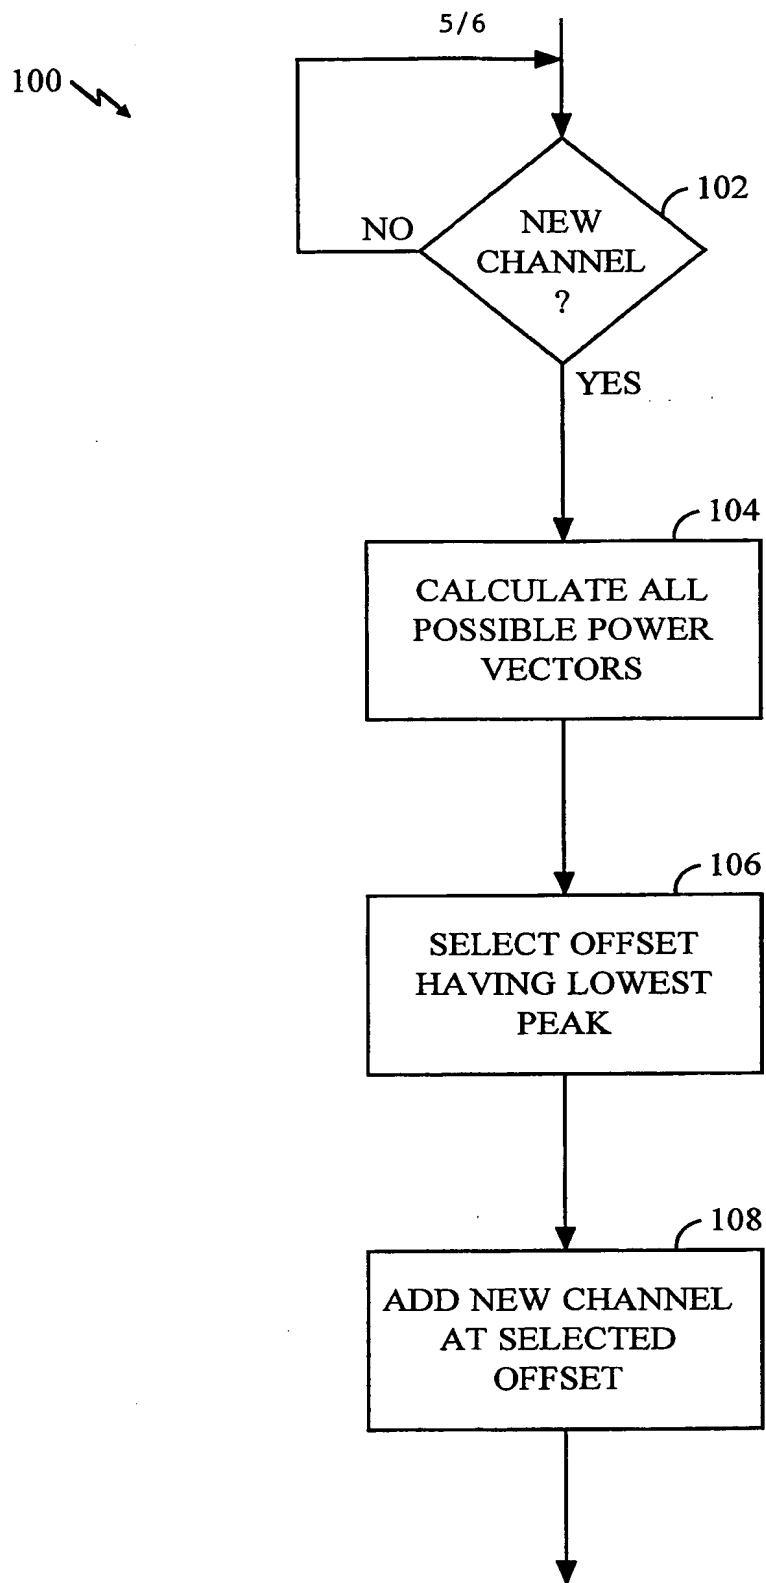 5/6
100
102
NEW
CHANNEL
?
NO
YES
104
CALCULATE ALL
POSSIBLE POWER
VECTORS
106
SELECT OFFSET
HAVING LOWEST
PEAK
108
ADD NEW CHANNEL
AT SELECTED
OFFSET